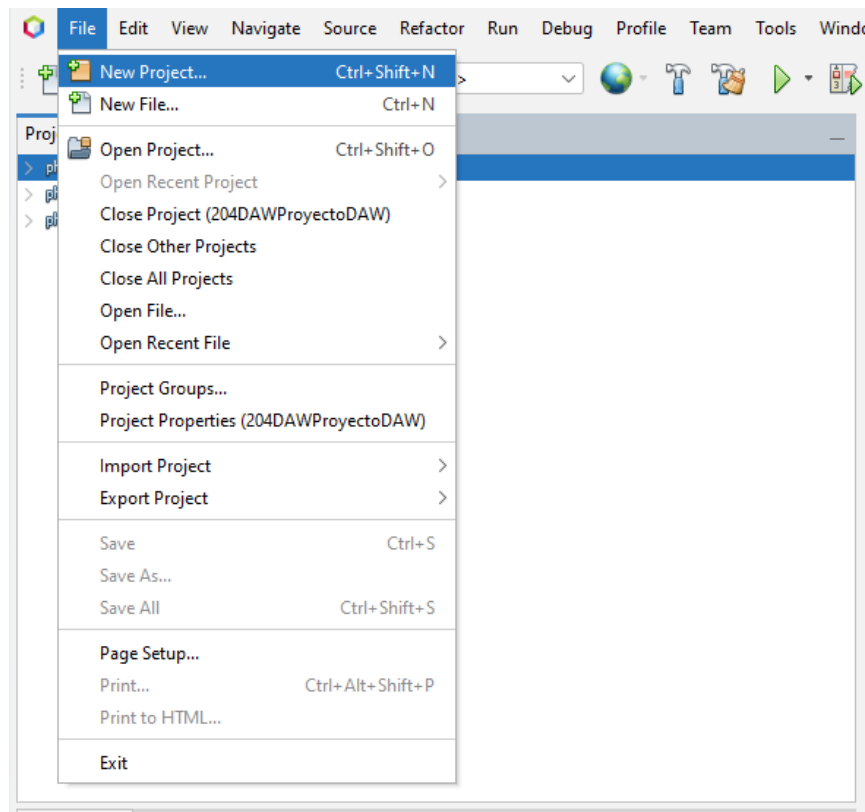 File Edit View Navigate Source Refactor Run Debug Profile Team Tools Windo
New Project... Ctrl+Shift+N
>
New File... Ctrl+N
Proj
Open Project... Ctrl+Shift+O
Open Recent Project
Close Project (204DAWProyectoDAW)
Close Other Projects
Close All Projects
Open File...
Open Recent File
Project Groups...
Project Properties (204DAWProyectoDAW)
Import Project
Export Project
Save Ctrl+S
Save As...
Save All Ctrl+Shift+S
Page Setup...
Print... Ctrl+Alt+Shift+P
Print to HTML...
Exit